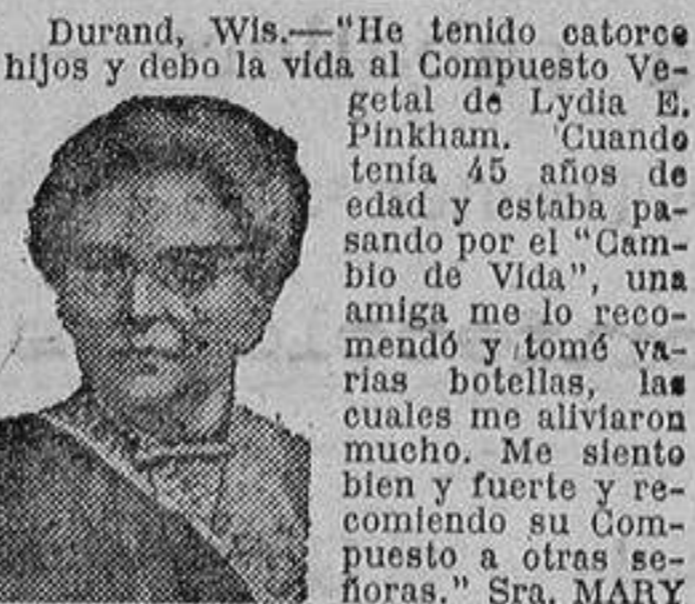 Durand, Wis.—"He tenido catorce
hijos y debo la vida al Compuesto Ve-
getal de Lydia E.
Pinkham. Cuando
tenía 45 años de
edad y estaba pa-
sando por el "Cam-
bio de Vida", una
amiga me lo reco-
mendó y tomé va-
rias botellas, las
cuales me aliviaron
mucho. Me siento
bien y fuerte y re-
comiendo su Com-
puesto a otras se-
ñoras." Sra. MARY